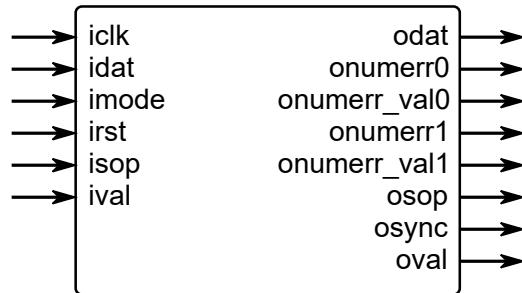 iclk odat
idat onumerr0
imode onumerr_val0
irst onumerr1
isop onumerr_val1
ival osop
osync
oval